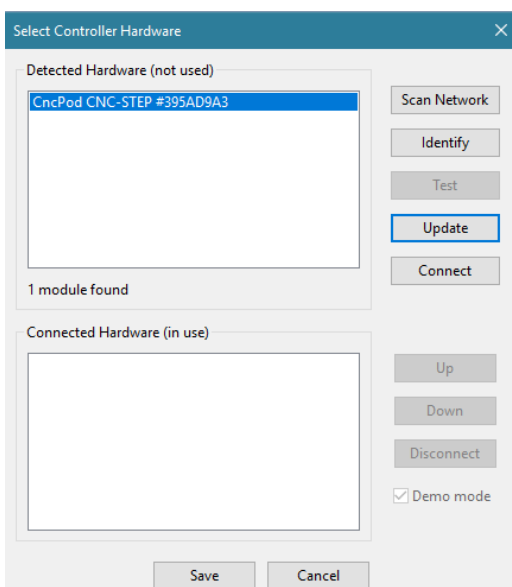 Select Controller Hardware
Detected Hardware (not used)
CncPod CNC-STEP #395AD9A3
Scan Network
Identify
Test
Update
Connect
1 module found
Connected Hardware (in use)
Up
Down
Disconnect
Demo mode
Save
Cancel